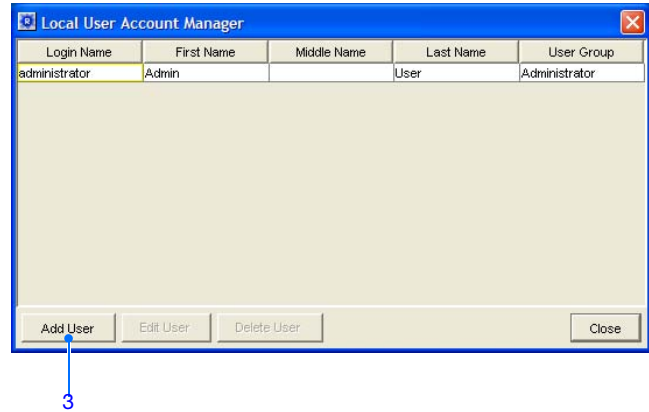 R Local User Account Manager
Login Name First Name Middle Name Last Name User Group
administrator Admin User Administrator
Add User Edit User Delete User Close
3